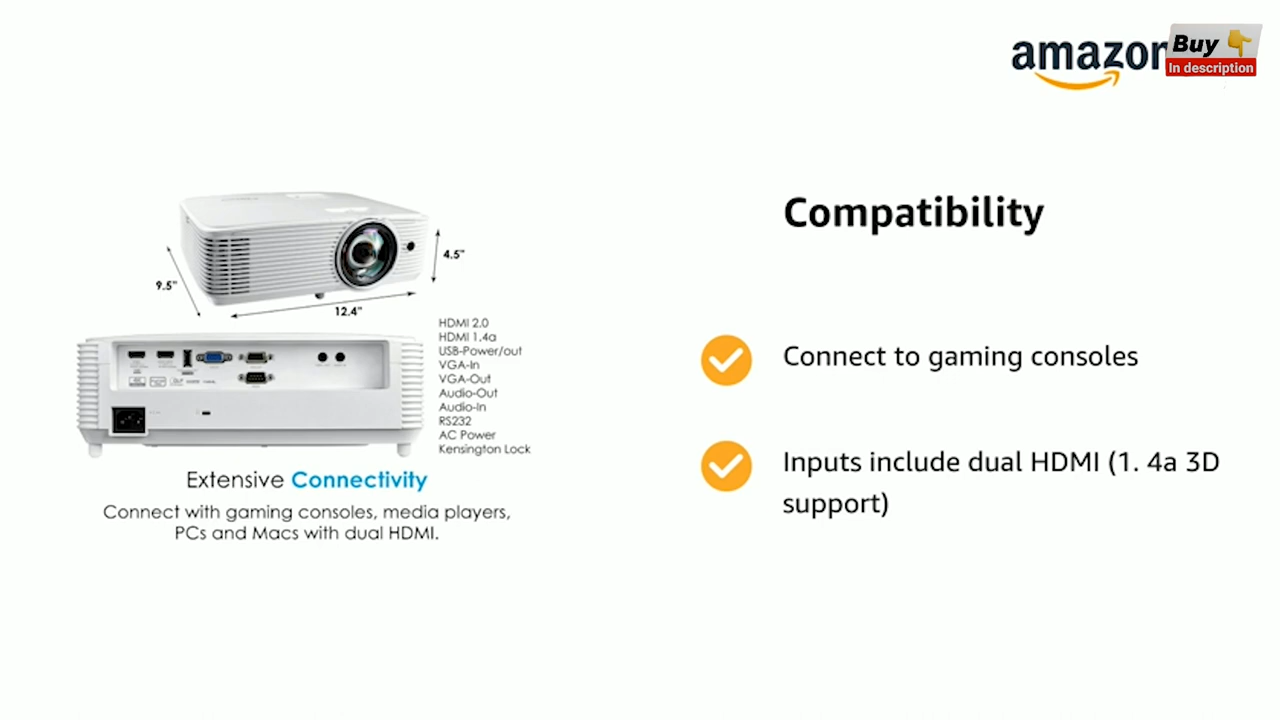 amazon
Buy 👇
In description
Compatibility
4.5"
9.5"
12.4"
HDMI 2.0
HDMI 1.4a
USB-Power/out
VGA-In
VGA-Out
Audio-Out
Audio-In
RS232
AC Power
Kensington Lock
Extensive Connectivity
Connect with gaming consoles, media players,
PCs and Macs with dual HDMI.
Connect to gaming consoles
Inputs include dual HDMI (1. 4a 3D
support)